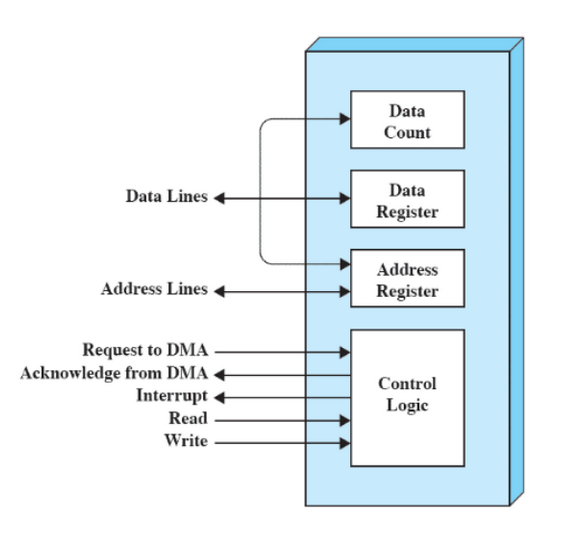 Data
Count
Data Lines
Data
Register
Address Lines
Address
Register
Request to DMA
Acknowledge from DMA
Interrupt
Read
Write
Control
Logic